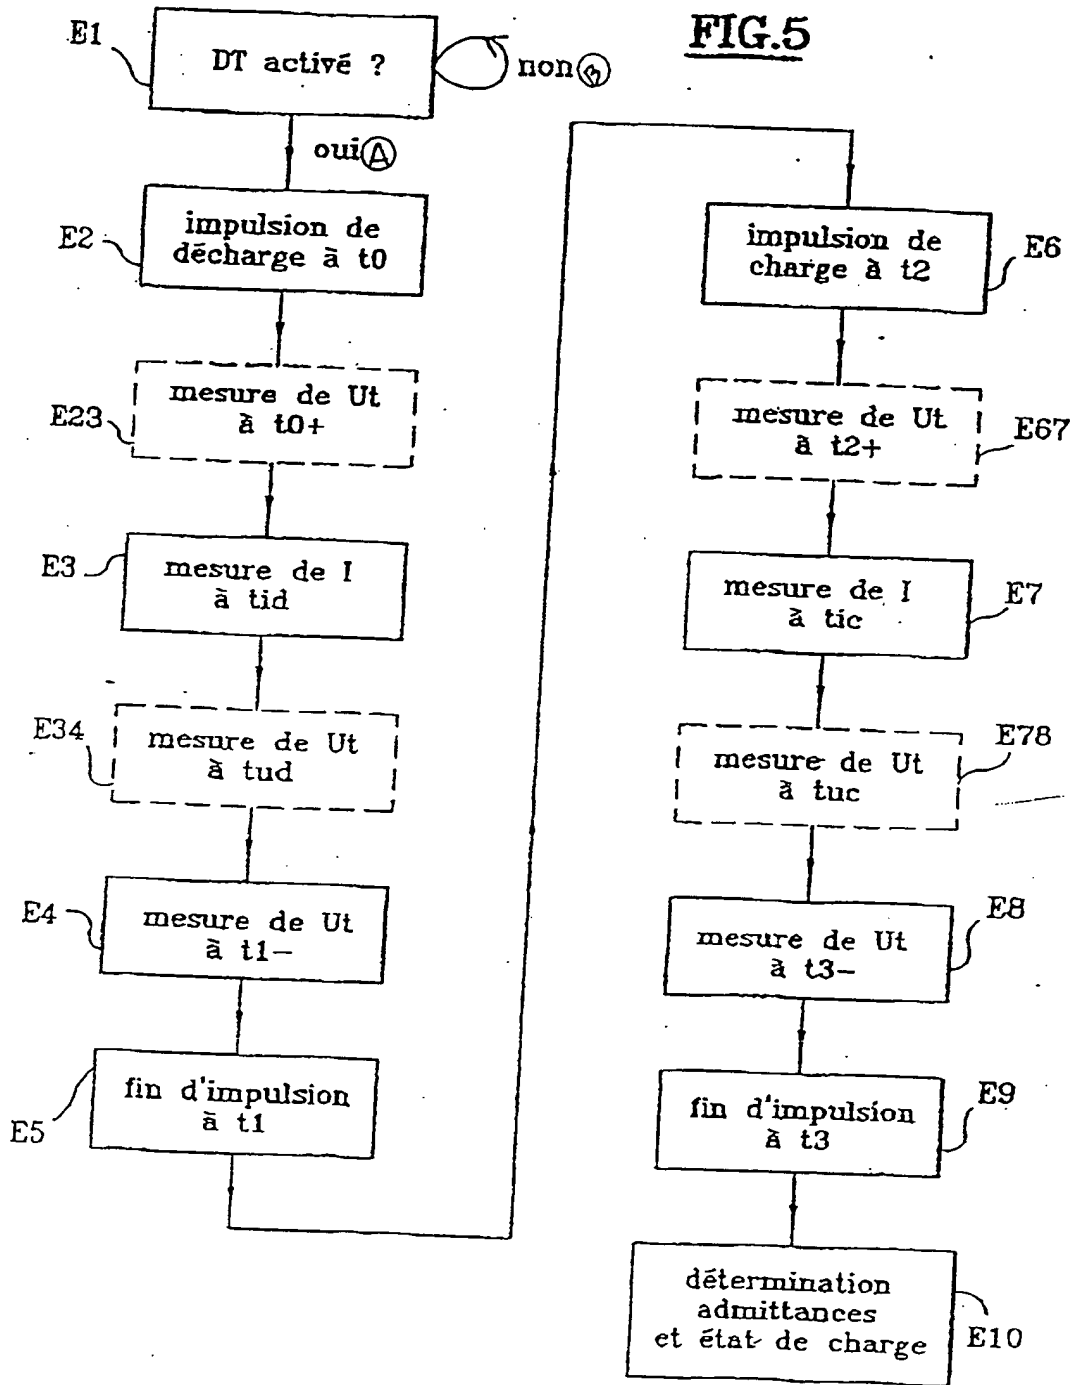 FIG.5
E1
DT activé ?
non B
oui A
E2
impulsion de
décharge à t0
E23
mesure de Ut
à t0+
E3
mesure de I
à tid
E34
mesure de Ut
à tud
E4
mesure de Ut
à t1-
E5
fin d'impulsion
à t1
impulsion de
charge à t2
E6
mesure de Ut
à t2+
E67
mesure de I
à tic
E7
mesure de Ut
à tuc
E78
mesure de Ut
à t3-
E8
fin d'impulsion
à t3
E9
détermination
admittances
et état de charge
E10